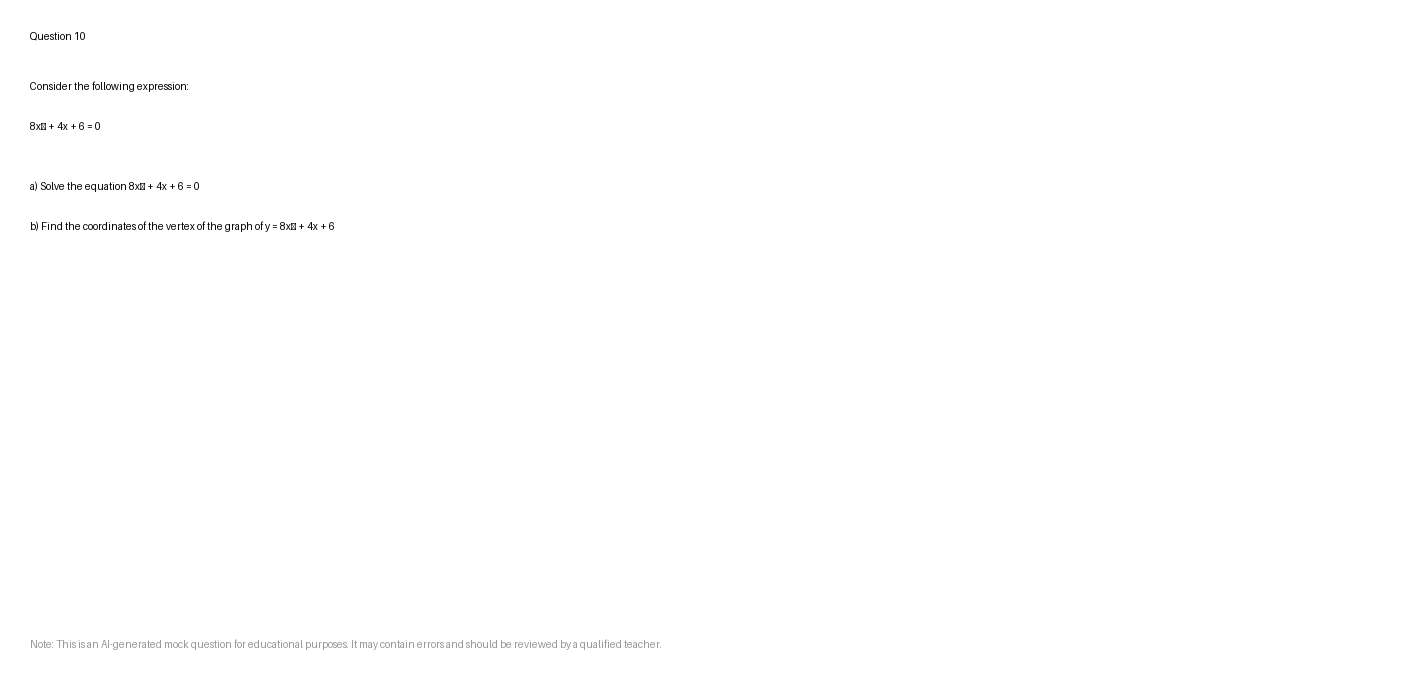 Question 10
Consider the following expression:
8x� + 4x + 6 = 0
a) Solve the equation 8x� + 4x + 6 = 0
b) Find the coordinates of the vertex of the graph of y = 8x� + 4x + 6
Note: This is an AI-generated mock question for educational purposes. It may contain errors and should be reviewed by a qualified teacher.